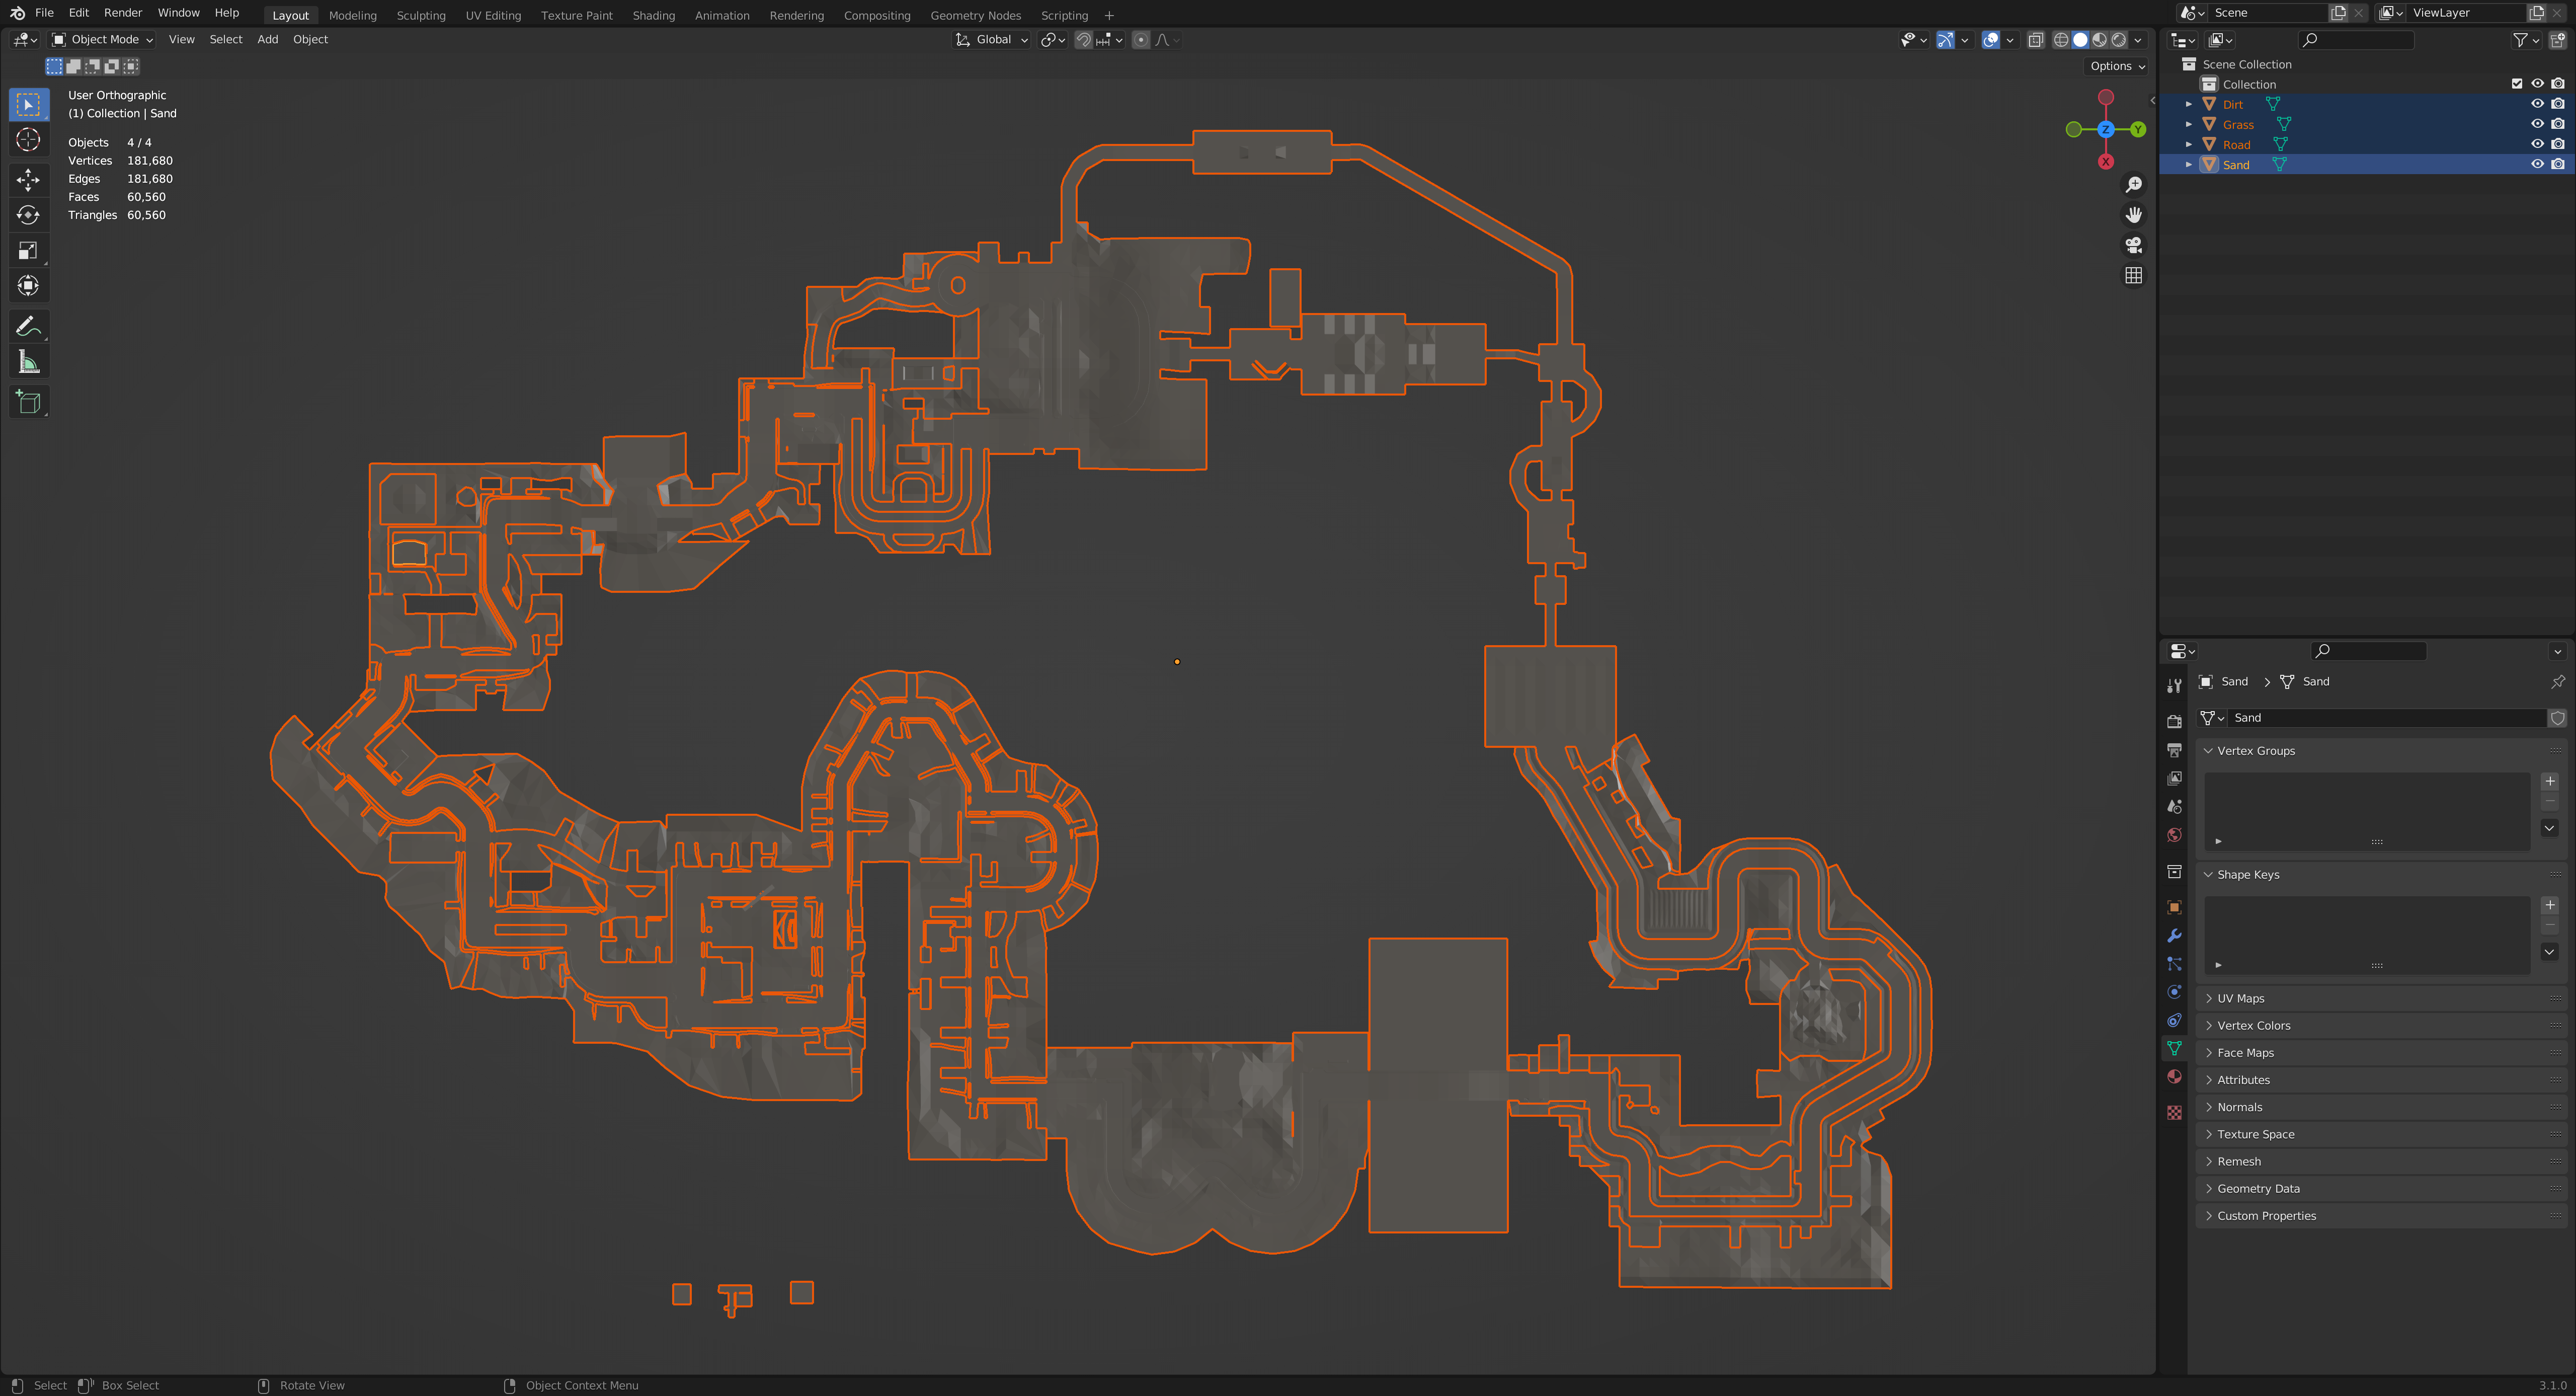 File Edit Render Window Help Layout Modeling Sculpting UV Editing Texture Paint Shading Animation Rendering Compositing Geometry Nodes Scripting + Scene ViewLayer
Object Mode View Select Add Object Global
Options
User Orthographic
(1) Collection | Sand
Objects 4 / 4
Vertices 181,680
Edges 181,680
Faces 60,560
Triangles 60,560
Z Y
X
Scene Collection
Collection
Dirt
Grass
Road
Sand
Sand > Sand
Sand
Vertex Groups
Shape Keys
UV Maps
Vertex Colors
Face Maps
Attributes
Normals
Texture Space
Remesh
Geometry Data
Custom Properties
Select Box Select Rotate View Object Context Menu 3.1.0